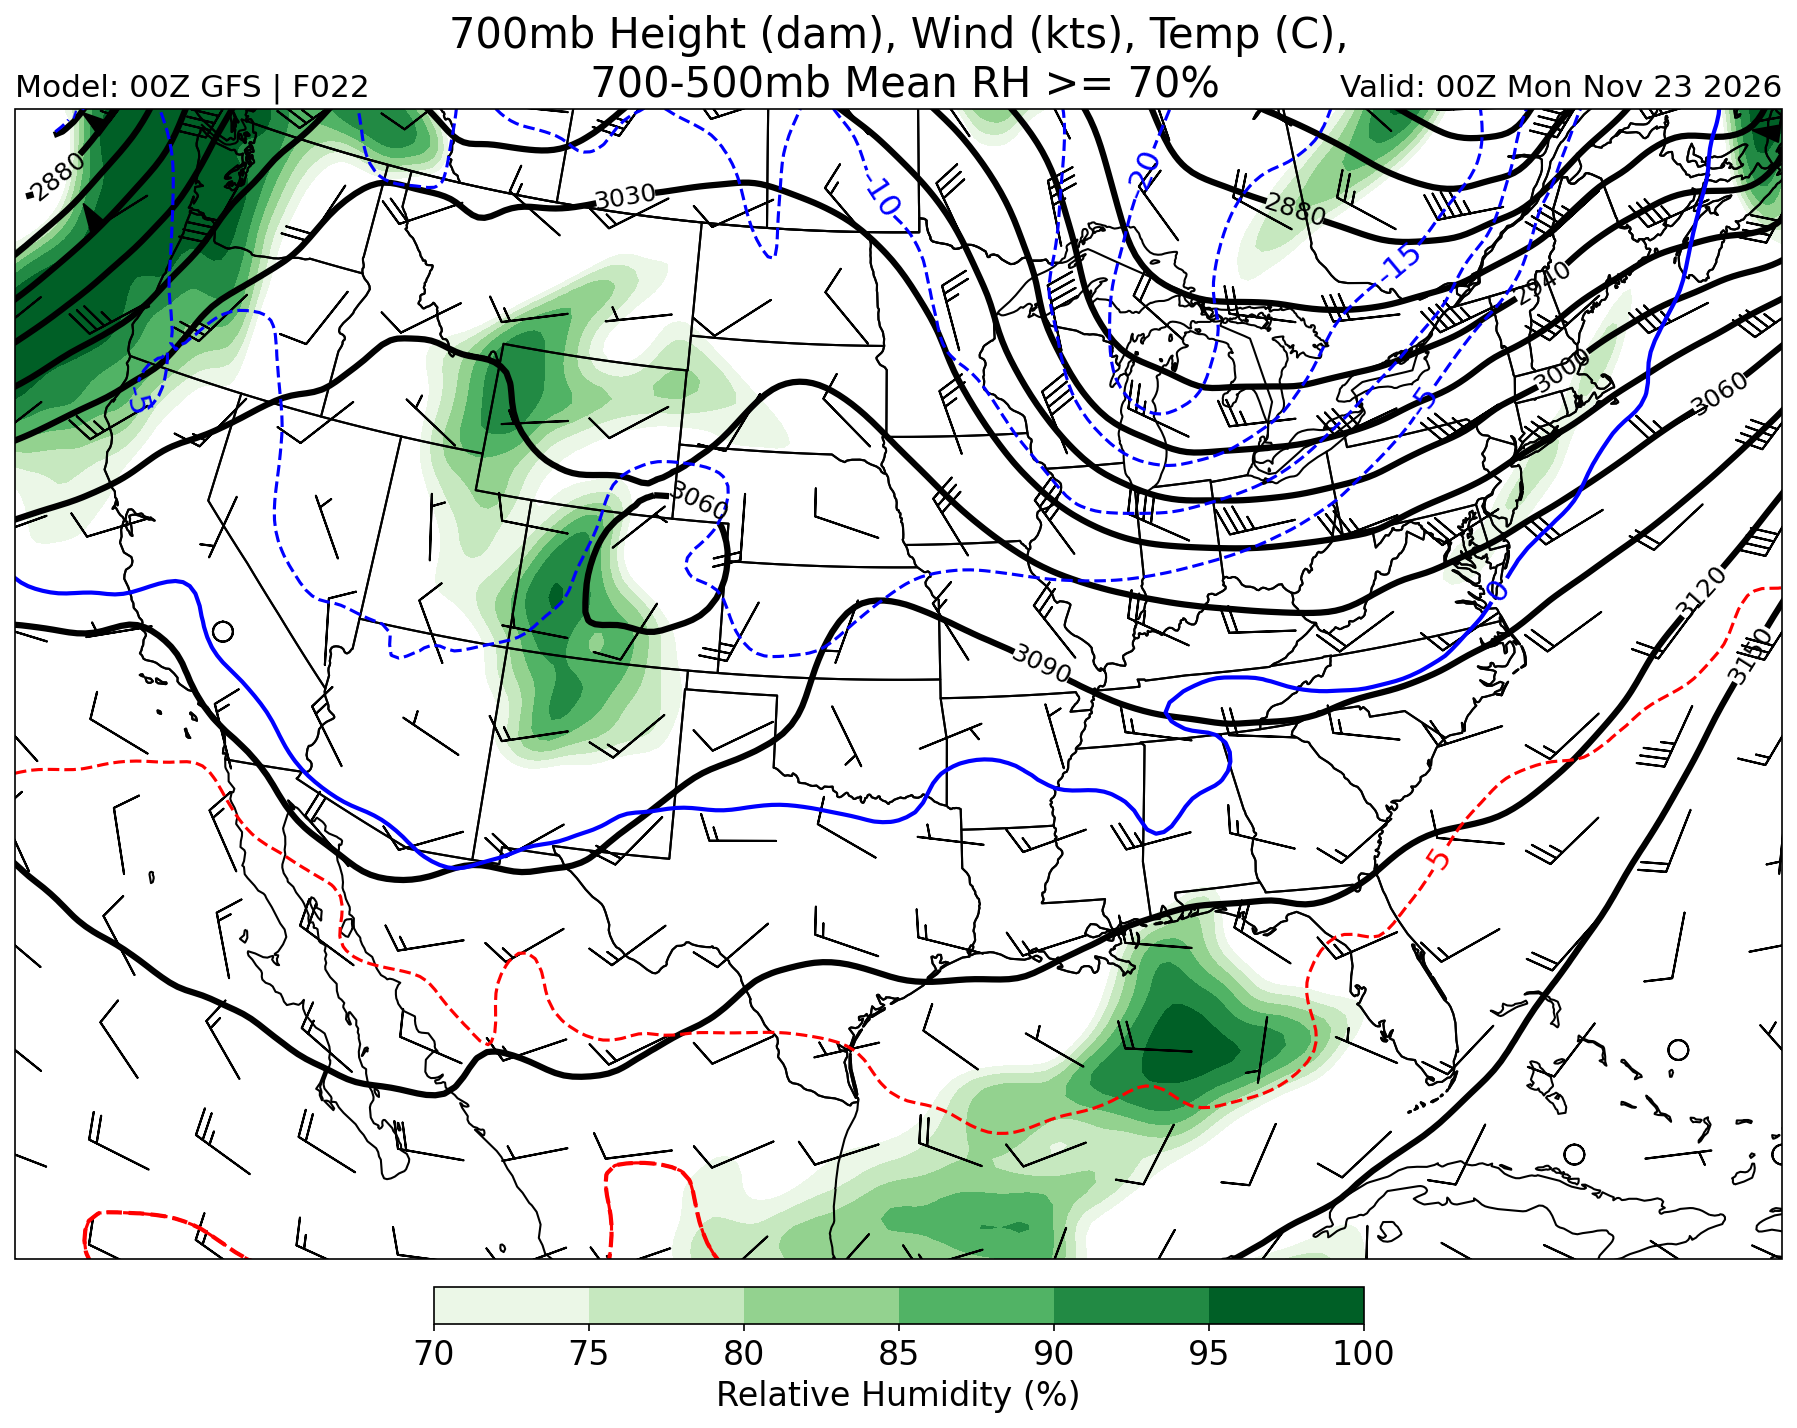 700mb Height (dam), Wind (kts), Temp (C),
700-500mb Mean RH >= 70%
Model: 00Z GFS | F022
Valid: 00Z Mon Nov 23 2026
2880
3030
-10
-20
2880
-15
2940
3000
3060
-5
-5
3060
0
3120
3090
3150
5
70 75 80 85 90 95 100
Relative Humidity (%)